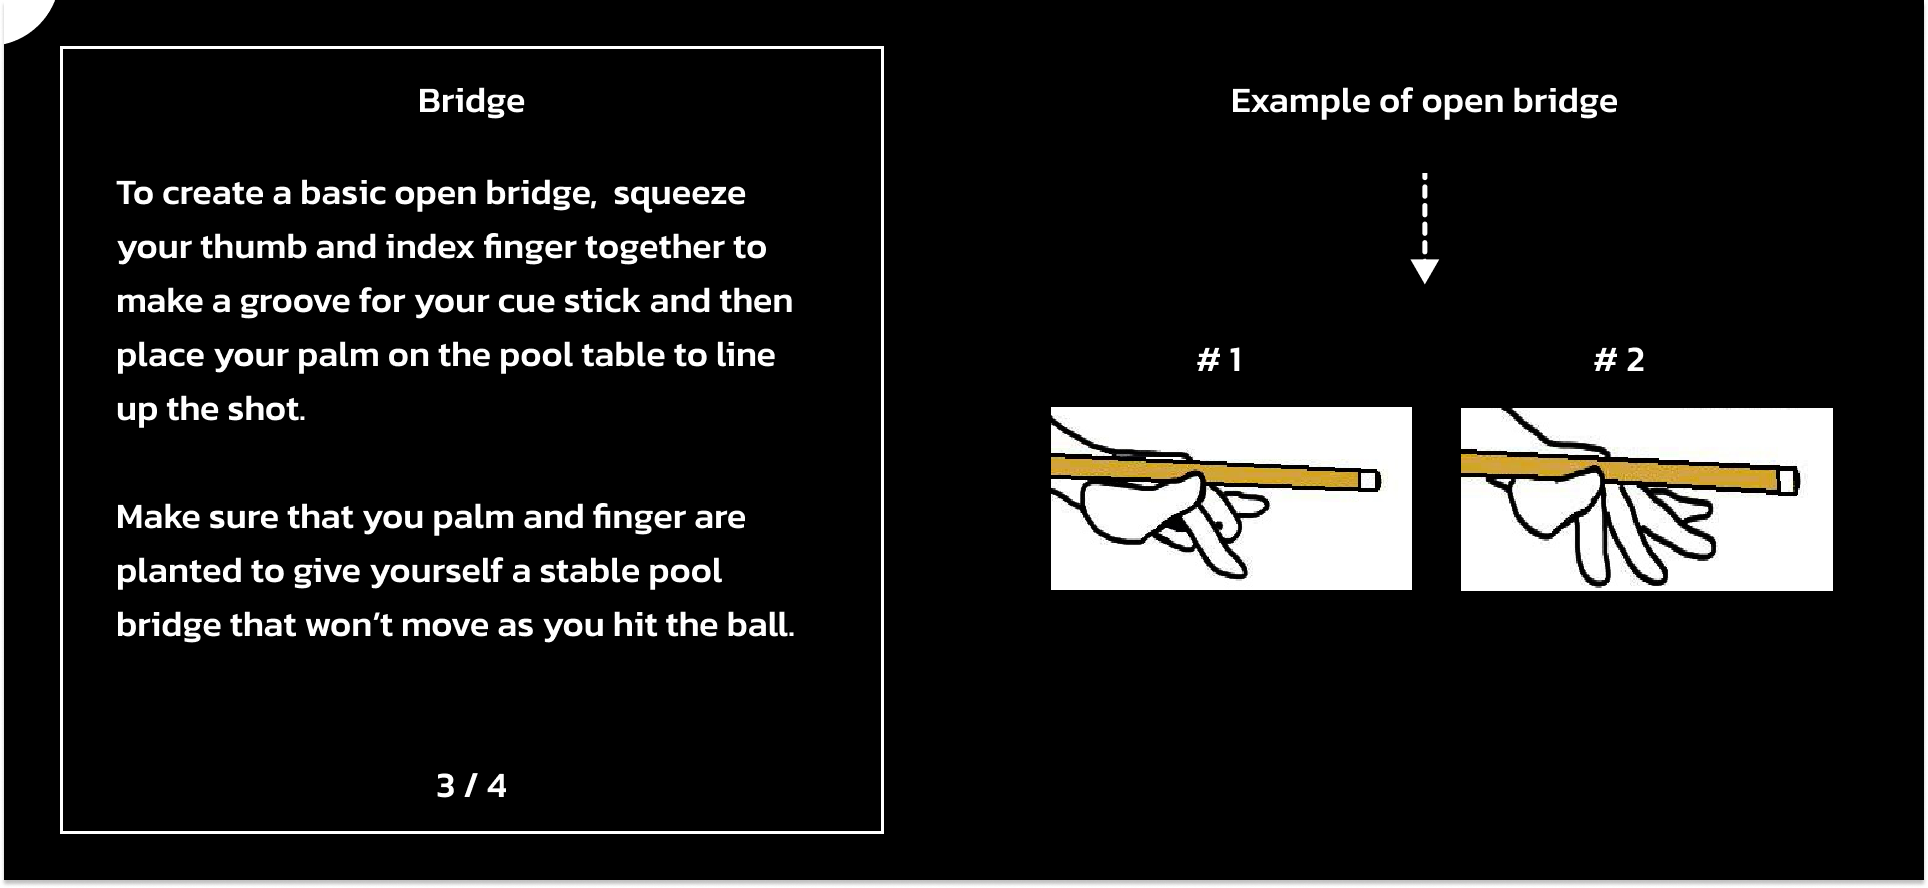 Bridge
To create a basic open bridge,  squeeze
your thumb and index finger together to
make a groove for your cue stick and then
place your palm on the pool table to line
up the shot.
Make sure that you palm and finger are
planted to give yourself a stable pool
bridge that won’t move as you hit the ball.
3 / 4
Example of open bridge
# 1
# 2